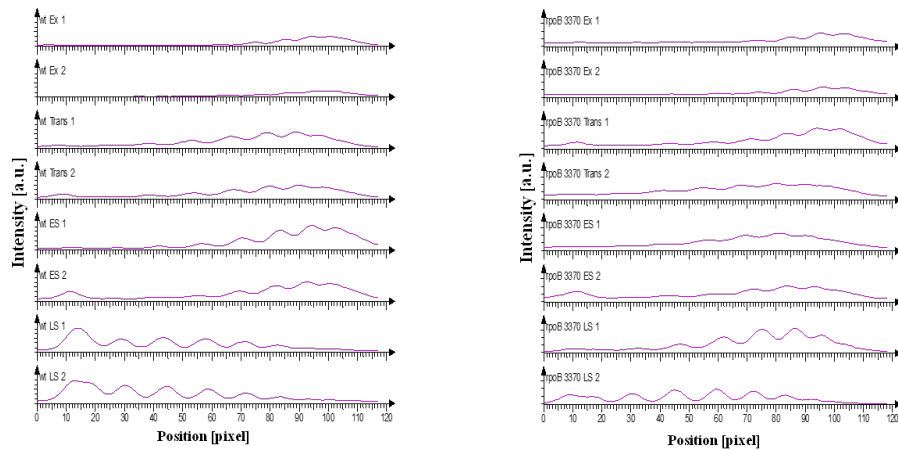 wt Ex 1
wt Ex 2
wt Trans 1
wt Trans 2
wt ES 1
wt ES 2
wt LS 1
wt LS 2
Intensity [a.u.]
0 10 20 30 40 50 60 70 80 90 100 110 120
Position [pixel]
rpoB 3370 Ex 1
rpoB 3370 Ex 2
rpoB 3370 Trans 1
rpoB 3370 Trans 2
rpoB 3370 ES 1
rpoB 3370 ES 2
rpoB 3370 LS 1
rpoB 3370 LS 2
Intensity [a.u.]
0 10 20 30 40 50 60 70 80 90 100 110 120
Position [pixel]